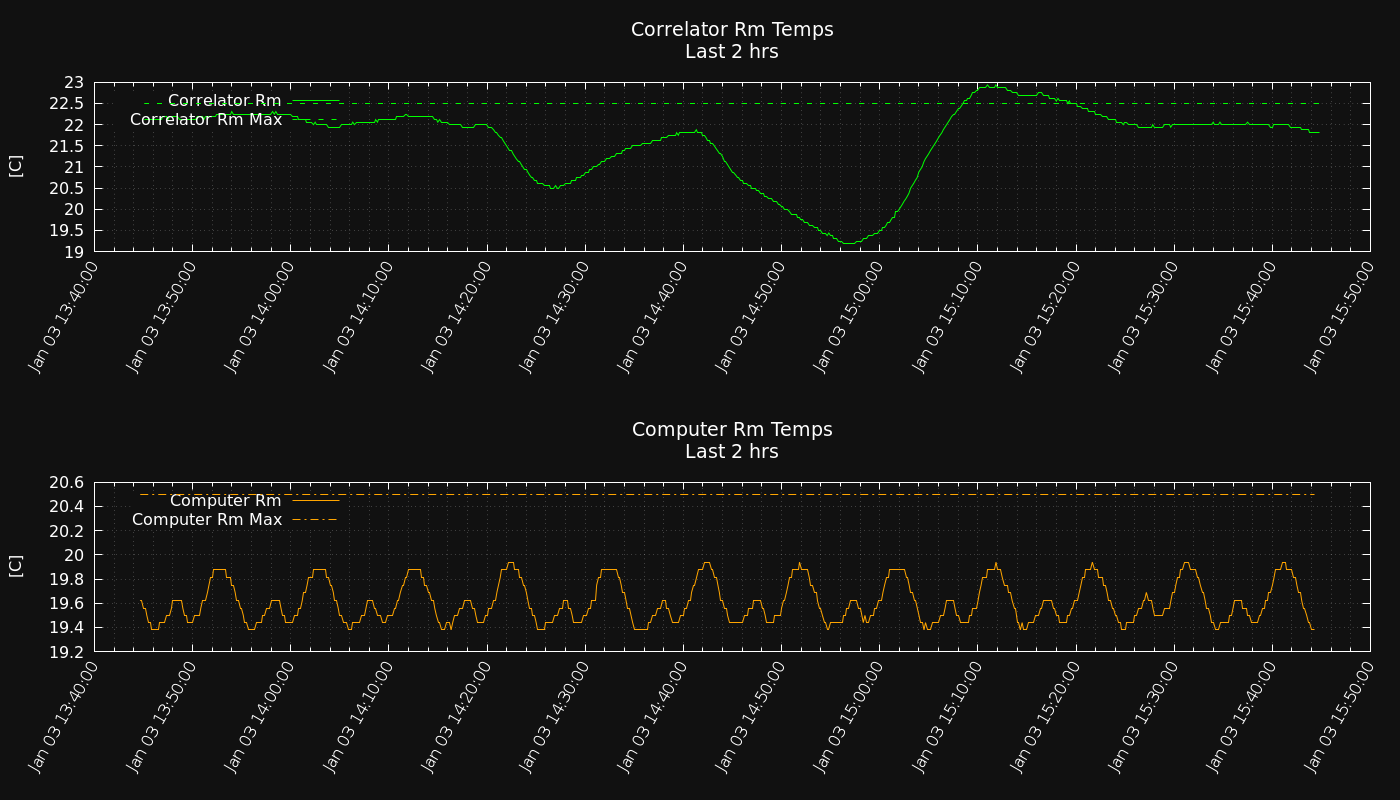 Correlator Rm Temps
Last 2 hrs
[C]
23
22.5
22
21.5
21
20.5
20
19.5
19
Correlator Rm
Correlator Rm Max
Jan 03 13:40:00
Jan 03 13:50:00
Jan 03 14:00:00
Jan 03 14:10:00
Jan 03 14:20:00
Jan 03 14:30:00
Jan 03 14:40:00
Jan 03 14:50:00
Jan 03 15:00:00
Jan 03 15:10:00
Jan 03 15:20:00
Jan 03 15:30:00
Jan 03 15:40:00
Jan 03 15:50:00
Computer Rm Temps
Last 2 hrs
[C]
20.6
20.4
20.2
20
19.8
19.6
19.4
19.2
Computer Rm
Computer Rm Max
Jan 03 13:40:00
Jan 03 13:50:00
Jan 03 14:00:00
Jan 03 14:10:00
Jan 03 14:20:00
Jan 03 14:30:00
Jan 03 14:40:00
Jan 03 14:50:00
Jan 03 15:00:00
Jan 03 15:10:00
Jan 03 15:20:00
Jan 03 15:30:00
Jan 03 15:40:00
Jan 03 15:50:00